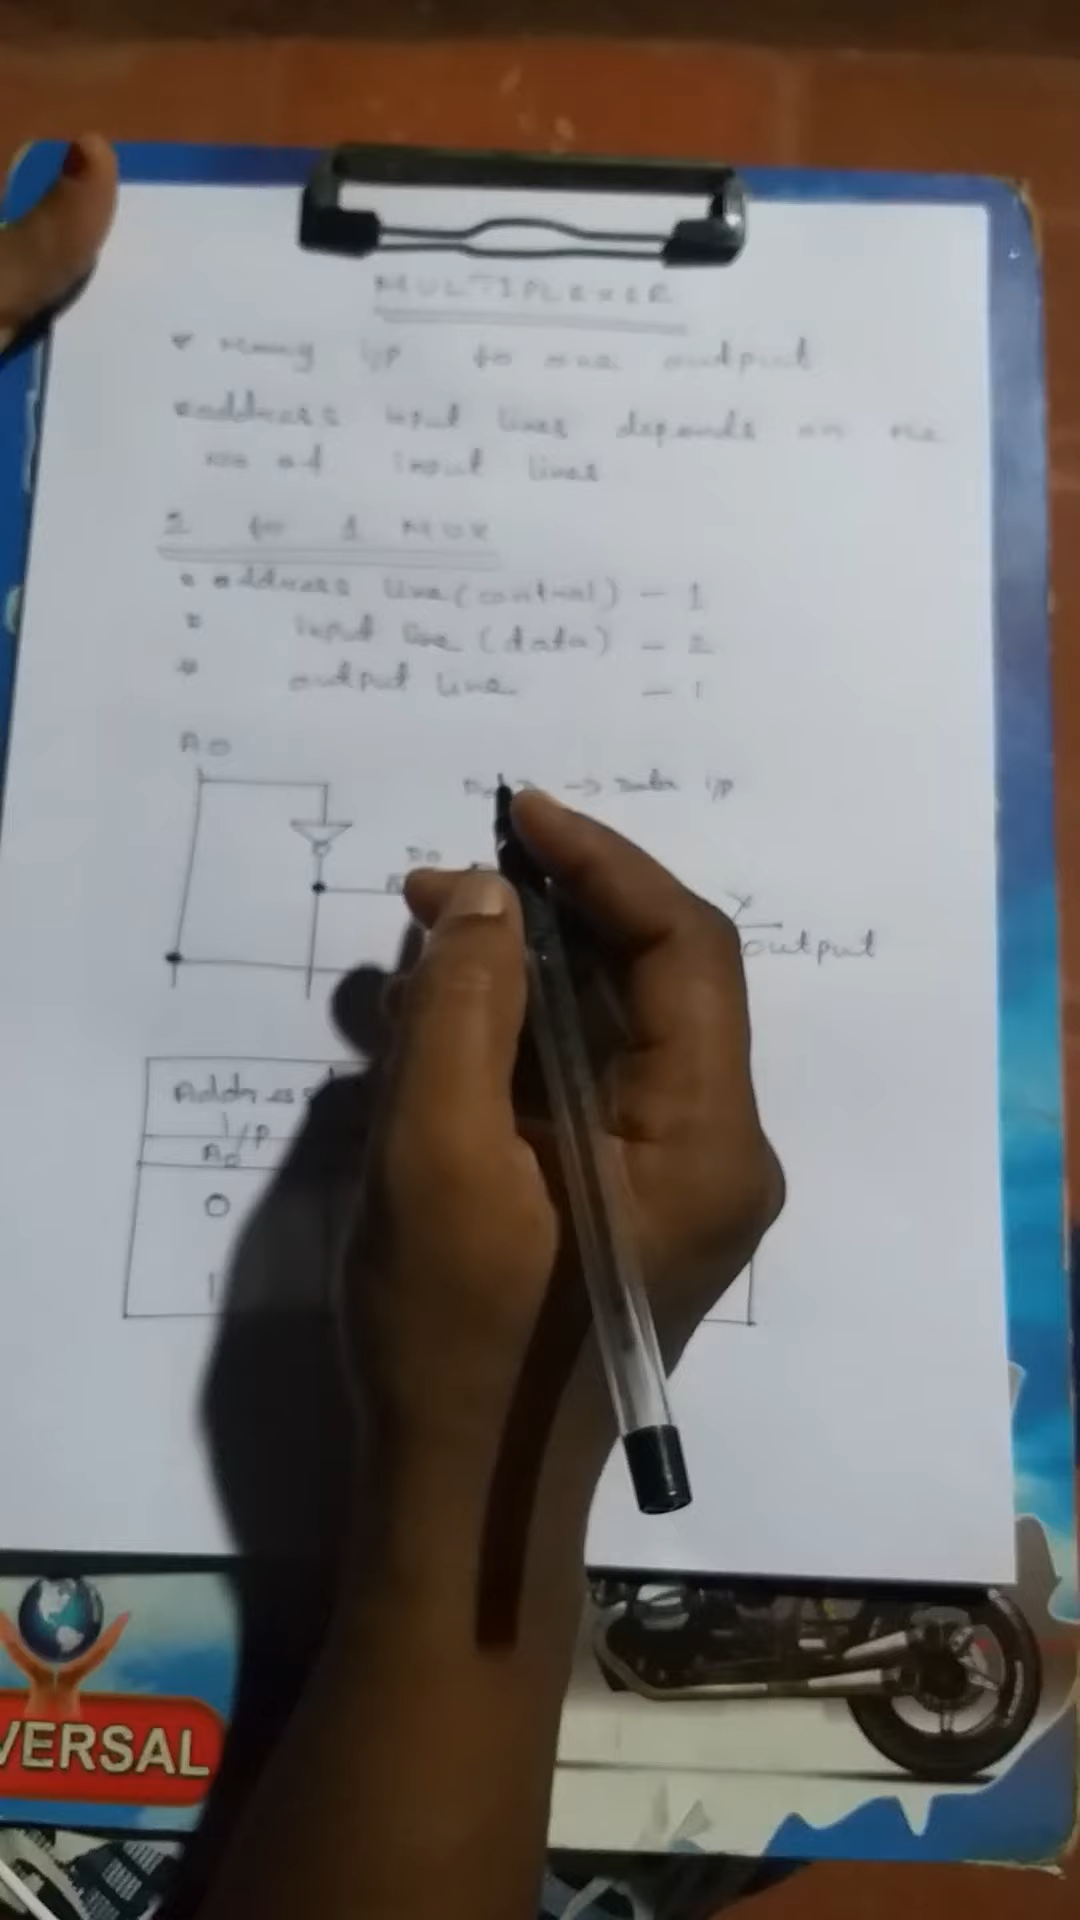 MULTIPLEXER
* Many i/p to one output
* address input lines depends on the
no of input lines
2 to 1 MUX
* address line (control) - 1
* input line (data) - 2
* output line - 1
A0
→ Data i/p
D0
Y
output
Address
I/P
A0
0
1
VERSAL